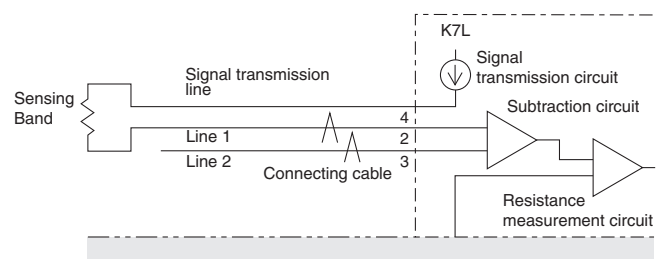 K7L
Signal
transmission circuit
Signal transmission
line
Sensing
Band
Subtraction circuit
4
Line 1
2
Line 2
3
Connecting cable
Resistance
measurement circuit